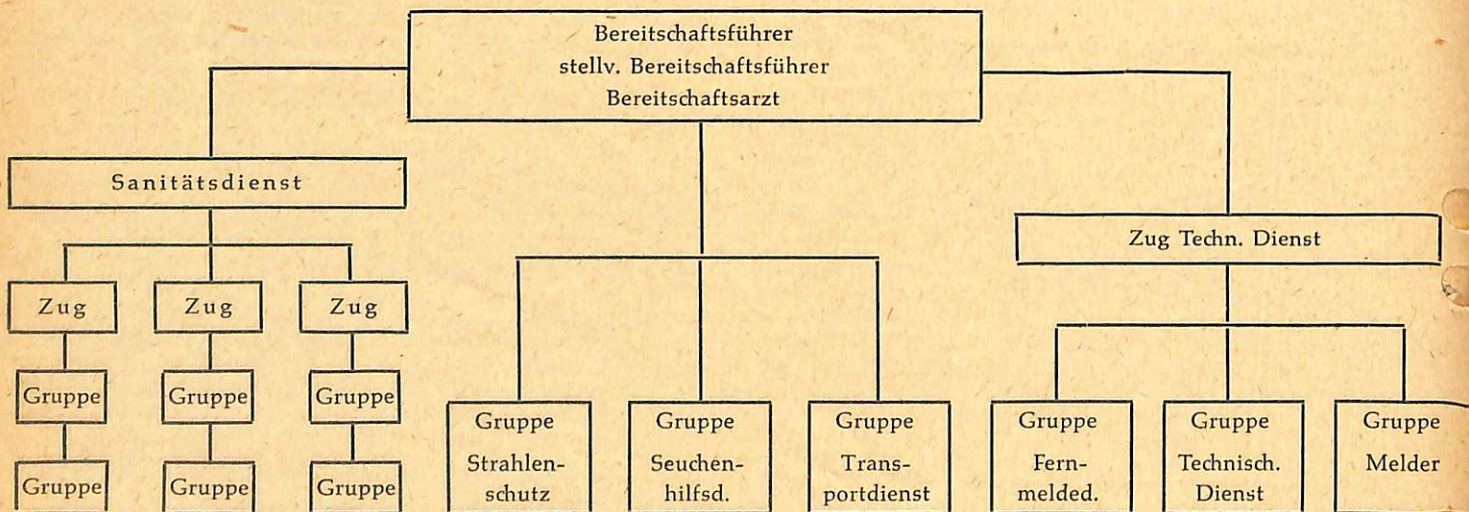 Bereitschaftsführer
stellv. Bereitschaftsführer
Bereitschaftsarzt
Sanitätsdienst
Zug Techn. Dienst
Zug
Zug
Zug
Gruppe
Gruppe
Gruppe
Gruppe
Gruppe
Gruppe
Gruppe
Strahlen-
schutz
Gruppe
Seuchen-
hilfsd.
Gruppe
Trans-
portdienst
Gruppe
Fern-
melded.
Gruppe
Technisch.
Dienst
Gruppe
Melder